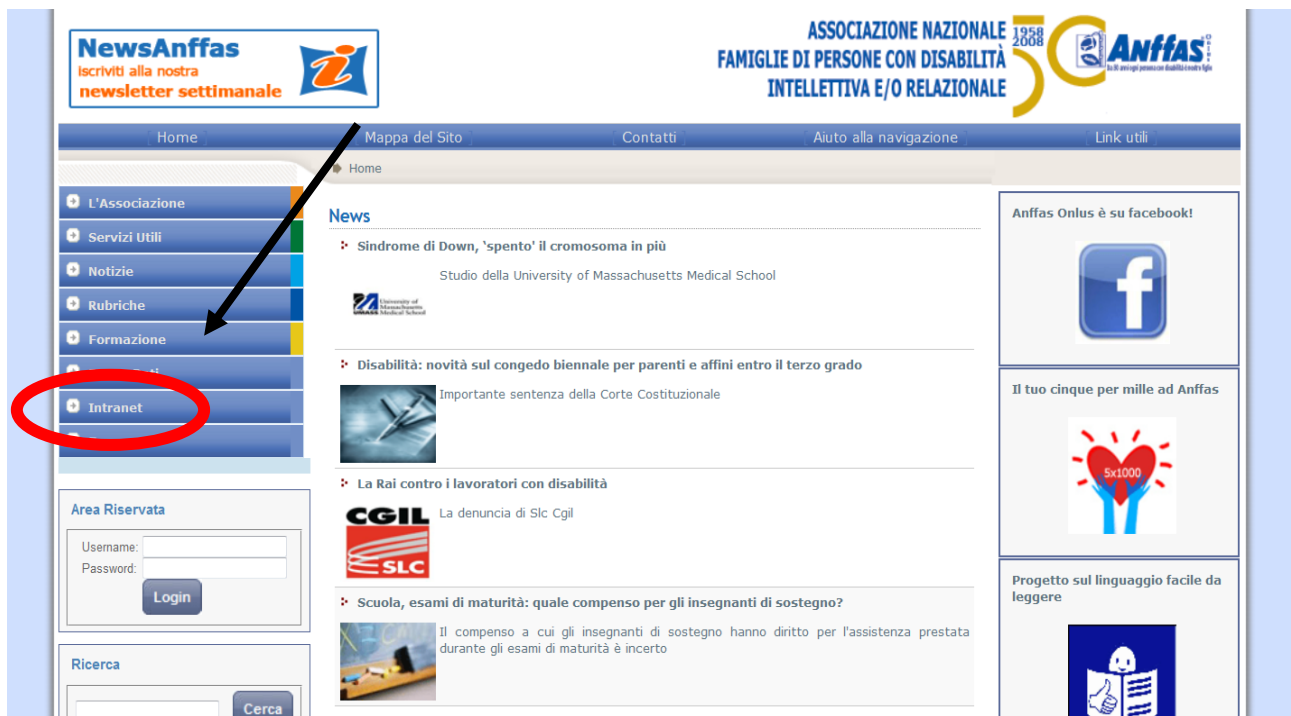 NewsAnffas
iscriviti alla nostra
newsletter settimanale
ASSOCIAZIONE NAZIONALE
FAMIGLIE DI PERSONE CON DISABILITÀ
INTELLETTIVA E/O RELAZIONALE
1958
2008
Anffas
Home
Mappa del Sito
Contatti
Aiuto alla navigazione
Link utili
Home
L'Associazione
Servizi Utili
Notizie
Rubriche
Formazione
Intranet
Area Riservata
Username:
Password:
Login
Ricerca
Cerca
News
Sindrome di Down, 'spento' il cromosoma in più
Studio della University of Massachusetts Medical School
University of
Massachusetts
UMASS Medical School
Disabilità: novità sul congedo biennale per parenti e affini entro il terzo grado
Importante sentenza della Corte Costituzionale
La Rai contro i lavoratori con disabilità
CGIL
SLC
La denuncia di Slc Cgil
Scuola, esami di maturità: quale compenso per gli insegnanti di sostegno?
Il compenso a cui gli insegnanti di sostegno hanno diritto per l'assistenza prestata
durante gli esami di maturità è incerto
Anffas Onlus è su facebook!
f
Il tuo cinque per mille ad Anffas
5x1000
Progetto sul linguaggio facile da
leggere